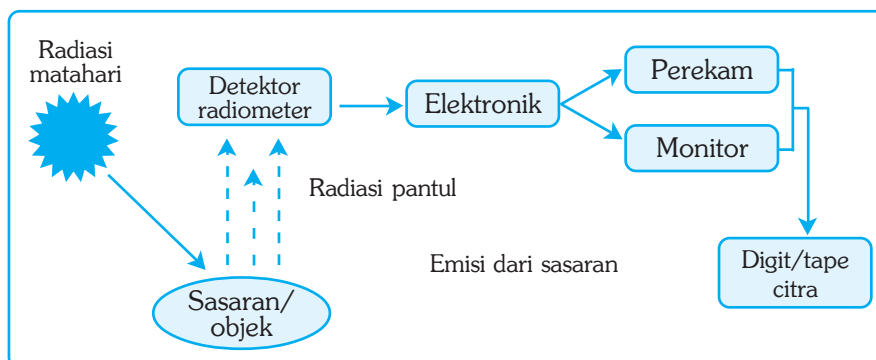 Radiasi
matahari
Detektor
radiometer
Elektronik
Perekam
Monitor
Radiasi pantul
Emisi dari sasaran
Sasaran/
objek
Digit/tape
citra